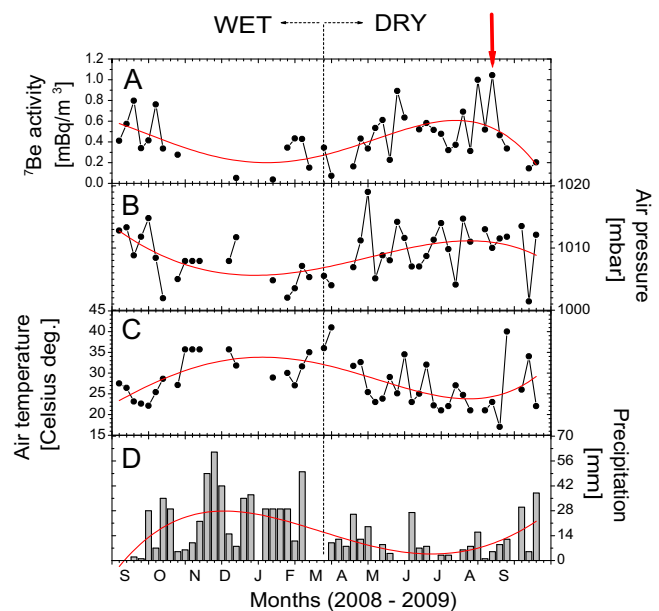 WET DRY
A
⁷Be activity
[mBq/m³]
1.2
1.0
0.8
0.6
0.4
0.2
0.0
B
Air pressure
[mbar]
1020
1010
1000
C
Air temperature
[Celsius deg.]
45
40
35
30
25
20
15
D
Precipitation
[mm]
70
56
42
28
14
0
S O N D J F M A M J J A S
Months (2008 - 2009)